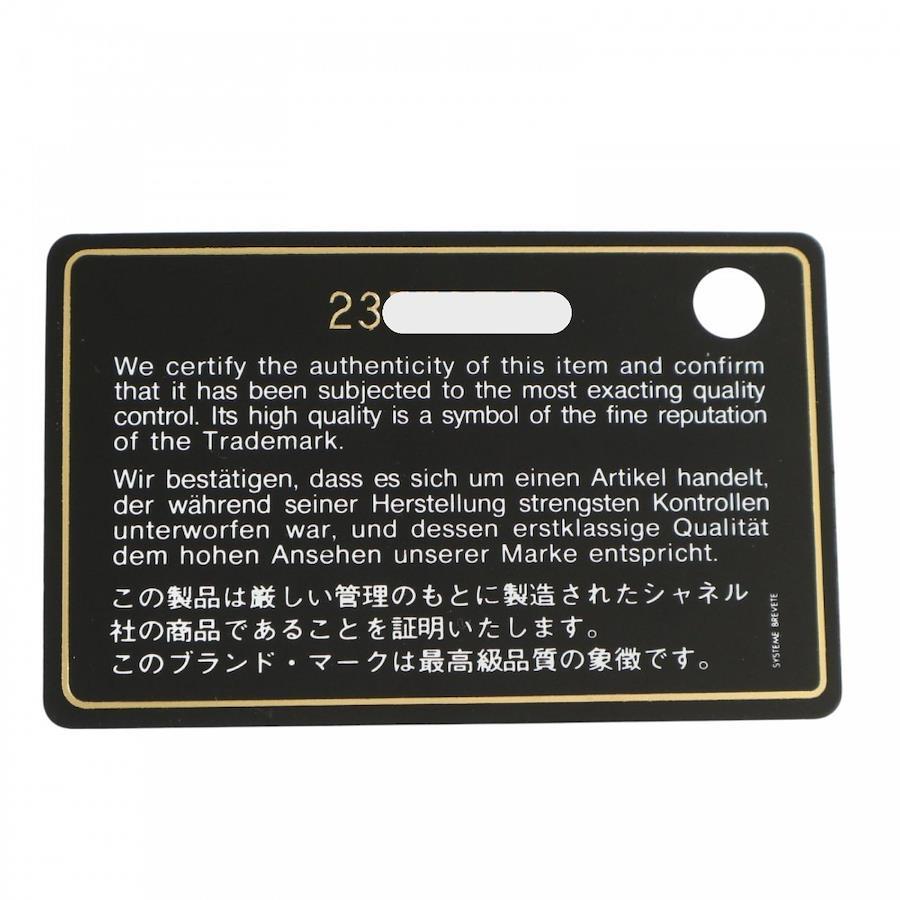 23
We certify the authenticity of this item and confirm
that it has been subjected to the most exacting quality
control. Its high quality is a symbol of the fine reputation
of the Trademark.
Wir bestätigen, dass es sich um einen Artikel handelt,
der während seiner Herstellung strengsten Kontrollen
unterworfen war, und dessen erstklassige Qualität
dem hohen Ansehen unserer Marke entspricht.
この製品は厳しい管理のもとに製造されたシャネル
社の商品であることを証明いたします。
このブランド・マークは最高級品質の象徴です。
SYSTEME BREVETE